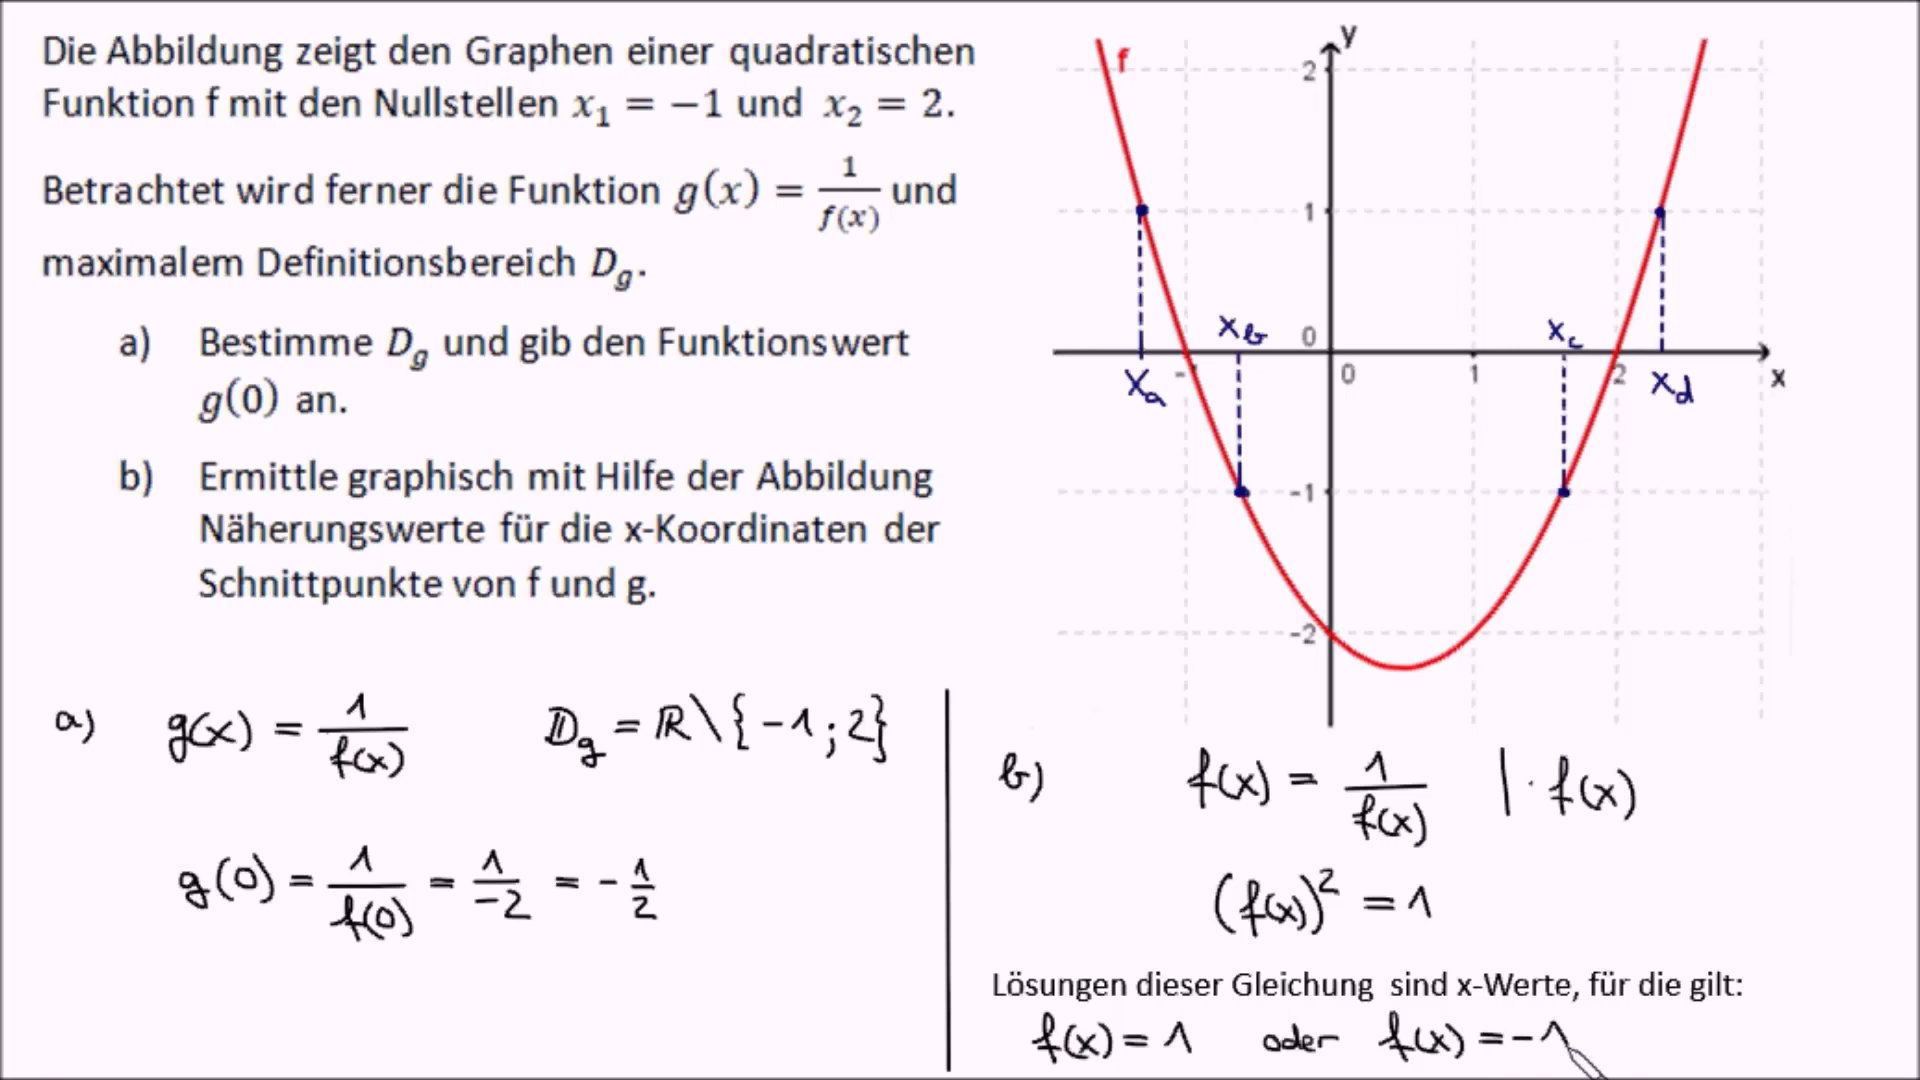 Die Abbildung zeigt den Graphen einer quadratischen
Funktion f mit den Nullstellen x₁ = −1 und x₂ = 2.
Betrachtet wird ferner die Funktion g(x) = 1/f(x) und
maximalem Definitionsbereich D_g.
a) Bestimme D_g und gib den Funktionswert
g(0) an.
b) Ermittle graphisch mit Hilfe der Abbildung
Näherungswerte für die x-Koordinaten der
Schnittpunkte von f und g.
f
y
2
1
x_b
x_c
0
x_a
-1
0
1
2
x_d
x
-1
-2
a) g(x) = 1/f(x) D_g = ℝ\{-1;2}
g(0) = 1/f(0) = 1/-2 = -1/2
b) f(x) = 1/f(x) | · f(x)
(f(x))² = 1
Lösungen dieser Gleichung sind x-Werte, für die gilt:
f(x) = 1 oder f(x) = -1